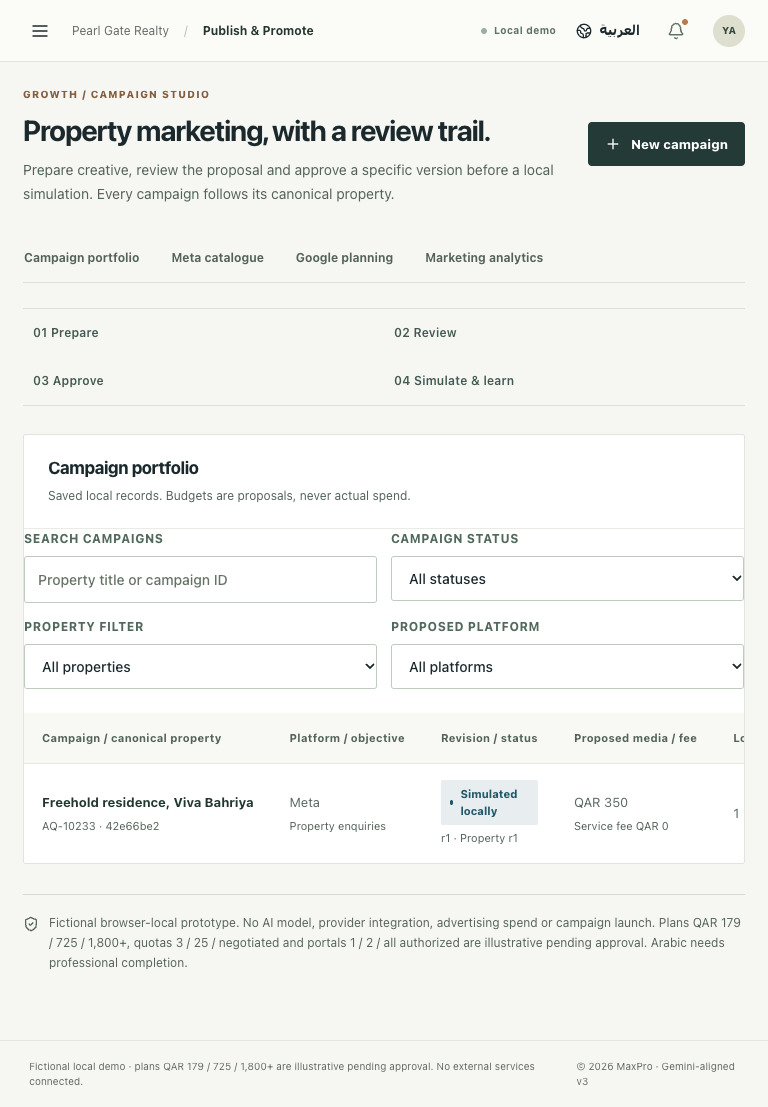 Pearl Gate Realty / Publish & Promote
Local demo
العربية
YA
GROWTH / CAMPAIGN STUDIO
Property marketing, with a review trail.
New campaign
Prepare creative, review the proposal and approve a specific version before a local
simulation. Every campaign follows its canonical property.
Campaign portfolio
Meta catalogue
Google planning
Marketing analytics
01 Prepare
02 Review
03 Approve
04 Simulate & learn
Campaign portfolio
Saved local records. Budgets are proposals, never actual spend.
SEARCH CAMPAIGNS
CAMPAIGN STATUS
Property title or campaign ID
All statuses
PROPERTY FILTER
PROPOSED PLATFORM
All properties
All platforms
Campaign / canonical property
Platform / objective
Revision / status
Proposed media / fee
Freehold residence, Viva Bahriya
AQ-10233 · 42e66be2
Meta
Property enquiries
Simulated
locally
r1 · Property r1
QAR 350
Service fee QAR 0
1
Fictional browser-local prototype. No AI model, provider integration, advertising spend or campaign launch. Plans QAR 179
/ 725 / 1,800+, quotas 3 / 25 / negotiated and portals 1 / 2 / all authorized are illustrative pending approval. Arabic needs
professional completion.
Fictional local demo · plans QAR 179 / 725 / 1,800+ are illustrative pending approval. No external services
connected.
© 2026 MaxPro · Gemini-aligned
v3